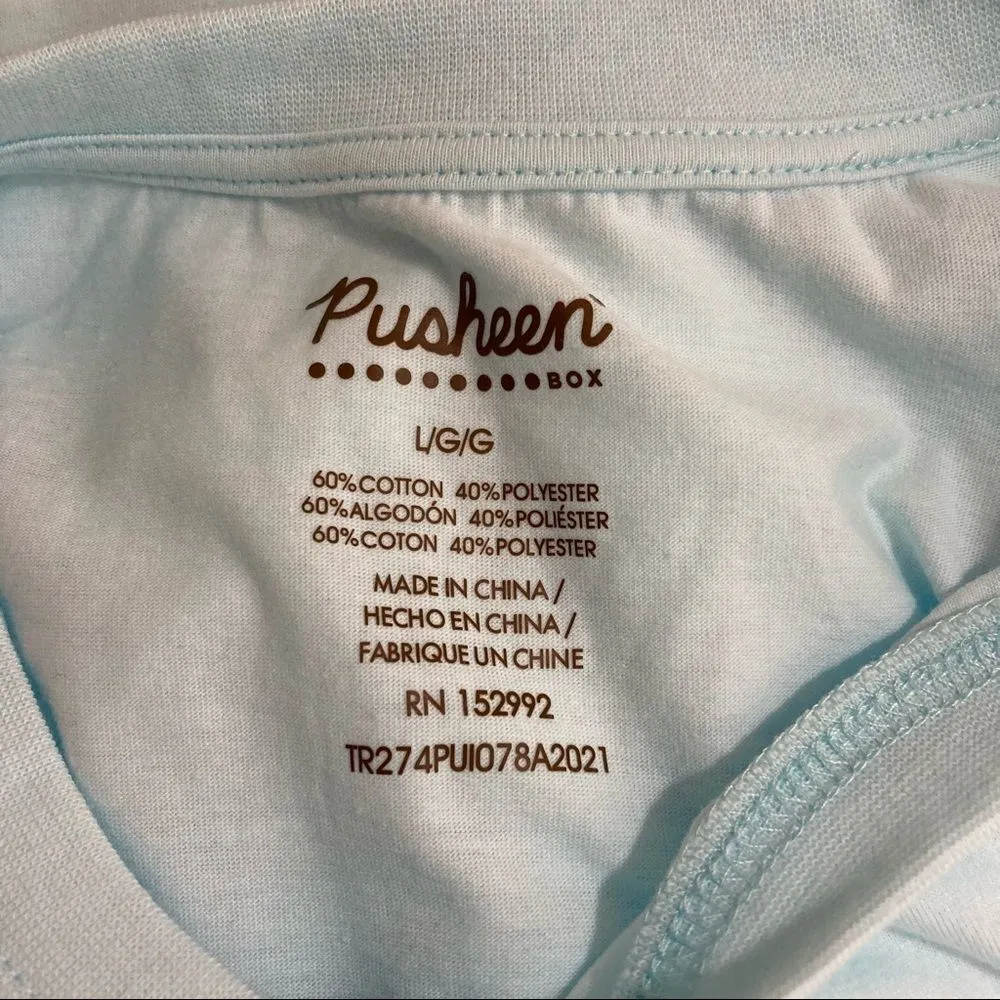 Pusheen
BOX
L/G/G
60%COTTON 40%POLYESTER
60%ALGODÓN 40%POLIÉSTER
60%COTON 40%POLYESTER
MADE IN CHINA /
HECHO EN CHINA /
FABRIQUE UN CHINE
RN 152992
TR274PUI078A2021